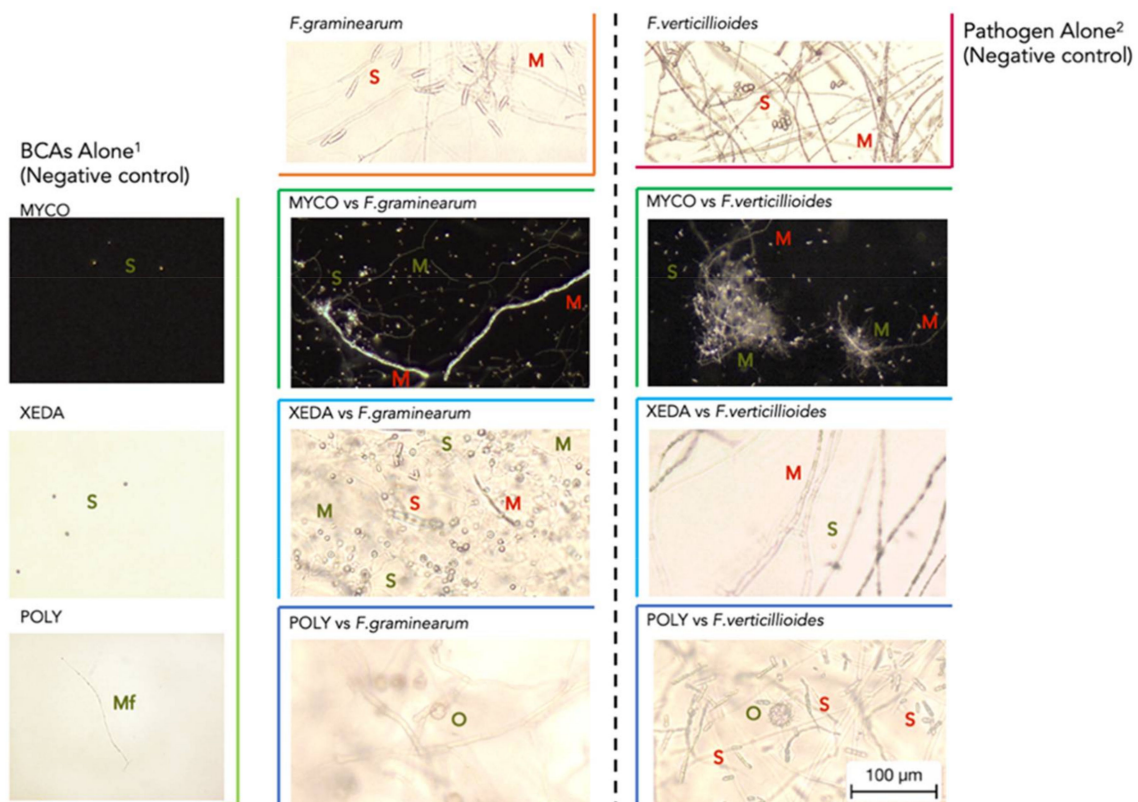 F.graminearum
F.verticillioides
Pathogen Alone²
(Negative control)
S
M
S
M
BCAs Alone¹
(Negative control)
MYCO
S
MYCO vs F.graminearum
S
M
M
M
MYCO vs F.verticillioides
M
S
M
M
M
XEDA
S
XEDA vs F.graminearum
S
M
S
M
M
S
XEDA vs F.verticillioides
M
S
POLY
Mf
POLY vs F.graminearum
O
POLY vs F.verticillioides
O
S
S
S
100 μm